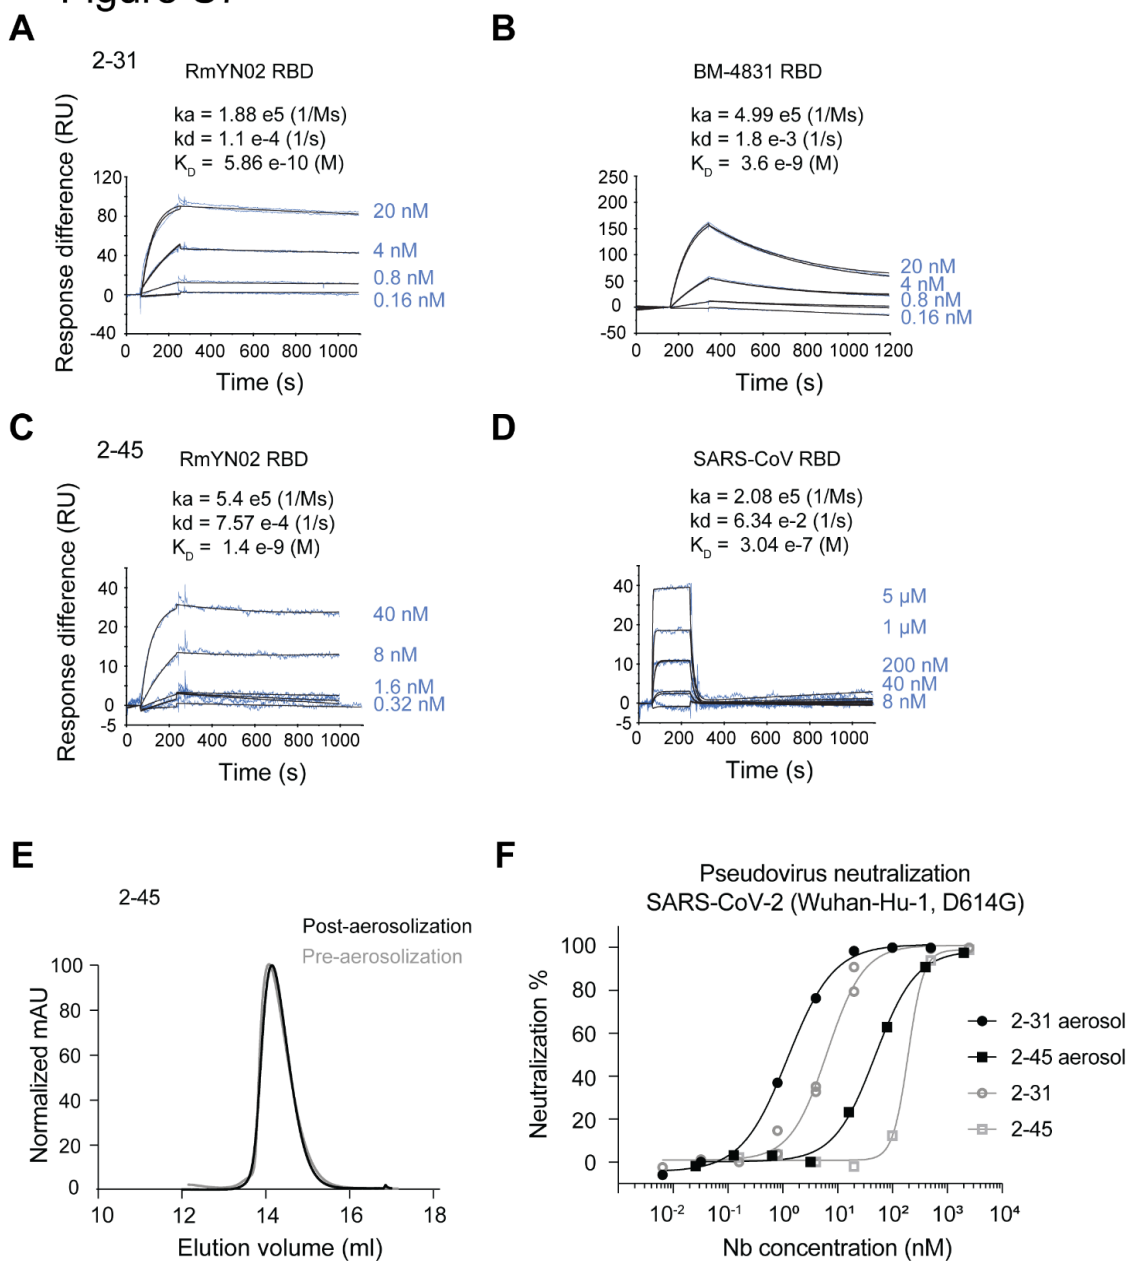 A
2-31
RmYN02 RBD
ka = 1.88 e5 (1/Ms)
kd = 1.1 e-4 (1/s)
KD = 5.86 e-10 (M)
Response difference (RU)
120
80
40
0
-40
20 nM
4 nM
0.8 nM
0.16 nM
0 200 400 600 800 1000
Time (s)
B
BM-4831 RBD
ka = 4.99 e5 (1/Ms)
kd = 1.8 e-3 (1/s)
KD = 3.6 e-9 (M)
250
200
150
100
50
0
-50
20 nM
4 nM
0.8 nM
0.16 nM
0 200 400 600 800 1000 1200
Time (s)
C
2-45
RmYN02 RBD
ka = 5.4 e5 (1/Ms)
kd = 7.57 e-4 (1/s)
KD = 1.4 e-9 (M)
Response difference (RU)
40
20
10
0
-5
40 nM
8 nM
1.6 nM
0.32 nM
0 200 400 600 800 1000
Time (s)
D
SARS-CoV RBD
ka = 2.08 e5 (1/Ms)
kd = 6.34 e-2 (1/s)
KD = 3.04 e-7 (M)
40
20
10
0
-5
5 µM
1 µM
200 nM
40 nM
8 nM
0 200 400 600 800 1000
Time (s)
E
2-45
Post-aerosolization
Pre-aerosolization
Normalized mAU
100
80
60
40
20
0
10 12 14 16 18
Elution volume (ml)
F
Pseudovirus neutralization
SARS-CoV-2 (Wuhan-Hu-1, D614G)
Neutralization %
100
80
60
40
20
0
2-31 aerosol
2-45 aerosol
2-31
2-45
10⁻² 10⁻¹ 10⁰ 10¹ 10² 10³ 10⁴
Nb concentration (nM)